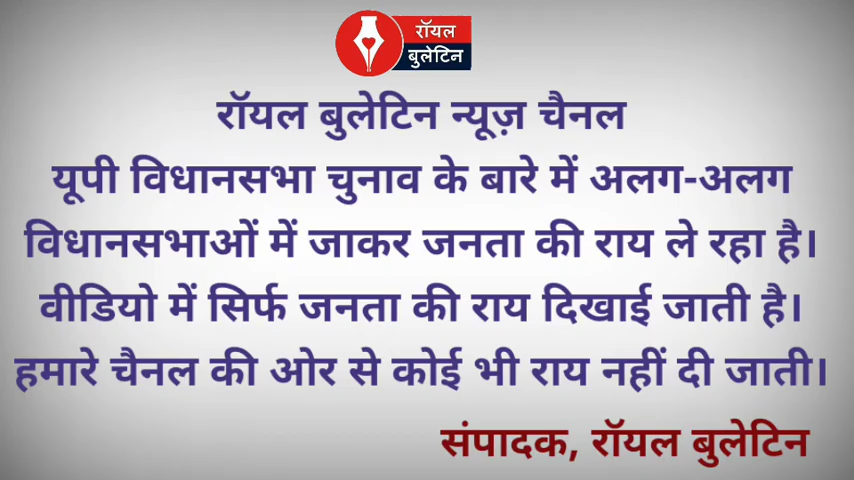 रॉयल
बुलेटिन
रॉयल बुलेटिन न्यूज़ चैनल
यूपी विधानसभा चुनाव के बारे में अलग-अलग
विधानसभाओं में जाकर जनता की राय ले रहा है।
वीडियो में सिर्फ जनता की राय दिखाई जाती है।
हमारे चैनल की ओर से कोई भी राय नहीं दी जाती।
संपादक, रॉयल बुलेटिन